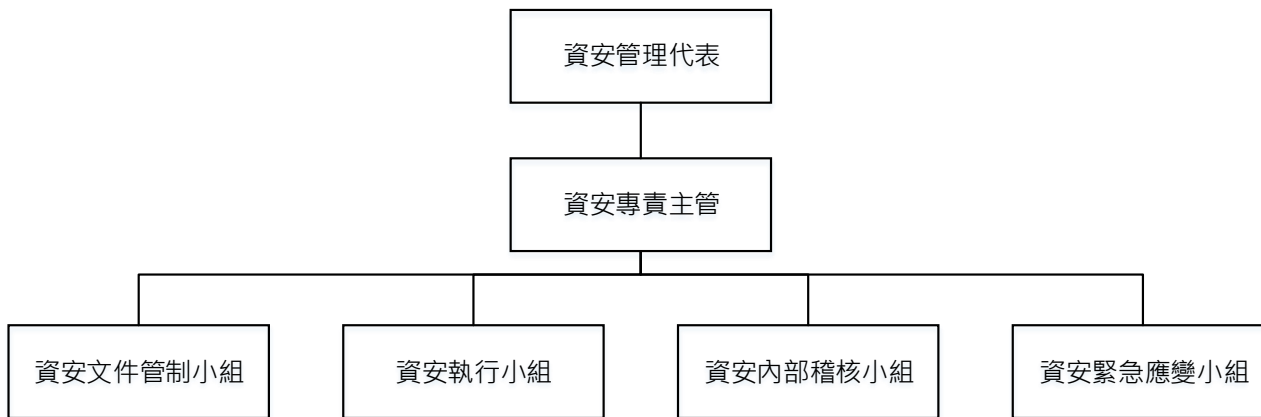 資安管理代表
資安專責主管
資安文件管制小組
資安執行小組
資安內部稽核小組
資安緊急應變小組